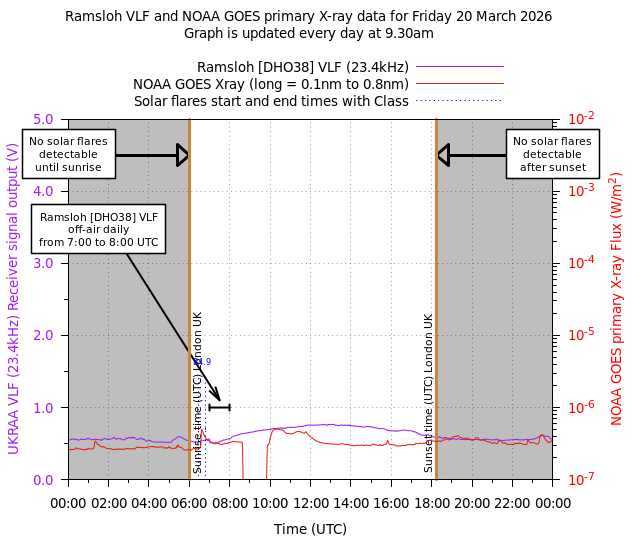 Ramsloh VLF and NOAA GOES primary X-ray data for Friday 20 March 2026
Graph is updated every day at 9.30am
Ramsloh [DHO38] VLF (23.4kHz)
NOAA GOES Xray (long = 0.1nm to 0.8nm)
Solar flares start and end times with Class
5.0
4.0
3.0
2.0
1.0
0.0
UKRAA VLF (23.4kHz) Receiver signal output (V)
No solar flares
detectable
until sunrise
Ramsloh [DHO38] VLF
off-air daily
from 7:00 to 8:00 UTC
Sunrise time (UTC) London UK
Sunset time (UTC) London UK
No solar flares
detectable
after sunset
10⁻²
10⁻³
10⁻⁴
10⁻⁵
10⁻⁶
10⁻⁷
NOAA GOES primary X-ray Flux (W/m²)
00:00 02:00 04:00 06:00 08:00 10:00 12:00 14:00 16:00 18:00 20:00 22:00 00:00
Time (UTC)